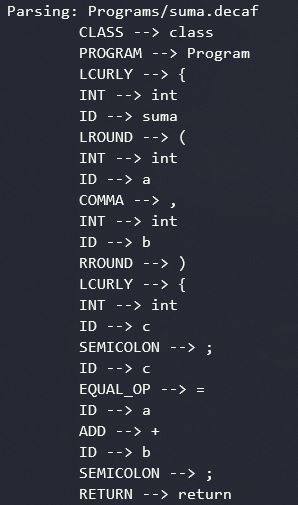 Parsing: Programs/suma.decaf
CLASS --> class
PROGRAM --> Program
LCURLY --> {
INT --> int
ID --> suma
LROUND --> (
INT --> int
ID --> a
COMMA --> ,
INT --> int
ID --> b
RROUND --> )
LCURLY --> {
INT --> int
ID --> c
SEMICOLON --> ;
ID --> c
EQUAL_OP --> =
ID --> a
ADD --> +
ID --> b
SEMICOLON --> ;
RETURN --> return